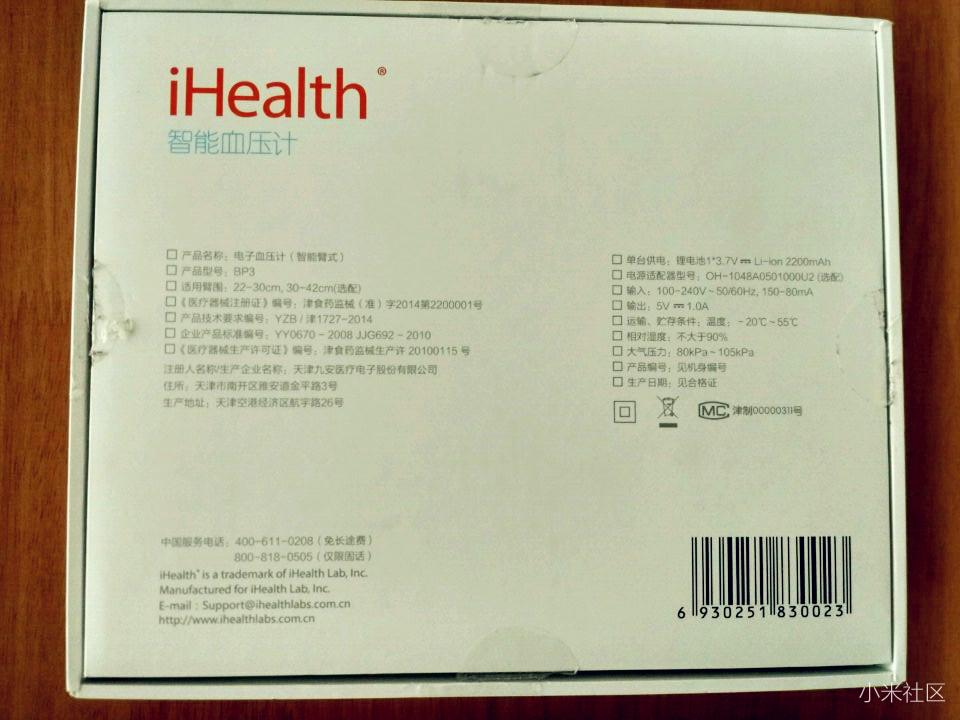 iHealth®
智能血压计
产品名称：电子血压计（智能臂式）
产品型号：BP3
适用臂围：22-30cm, 30~42cm(选配)
《医疗器械注册证》编号：津食药监械（准）字2014第2200001号
产品技术要求编号：YZB / 津1727-2014
企业产品标准编号：YY0670－2008 JJG692－2010
《医疗器械生产许可证》编号：津食药监械生产许 20100115 号
注册人名称/生产企业名称：天津九安医疗电子股份有限公司
住所：天津市南开区雅安道金平路3号
生产地址：天津空港经济区航宇路26号
单台供电：锂电池1*3.7V⎓ Li-ion 2200mAh
电源适配器型号：OH-1048A0501000U2 (选配)
输入：100-240V～50/60Hz, 150-80mA
输出：5V⎓1.0A
运输、贮存条件：温度：－20℃～55℃
相对湿度：不大于90%
大气压力：80kPa～105kPa
产品编号：见机身编号
生产日期：见合格证
MC 津制00000311号
中国服务电话：400-611-0208（免长途费）
800-818-0505（仅限固话）
iHealth® is a trademark of iHealth Lab, Inc.
Manufactured for iHealth Lab, Inc.
E-mail：Support@ihealthlabs.com.cn
http://www.ihealthlabs.com.cn
6 930251 830023
小米社区